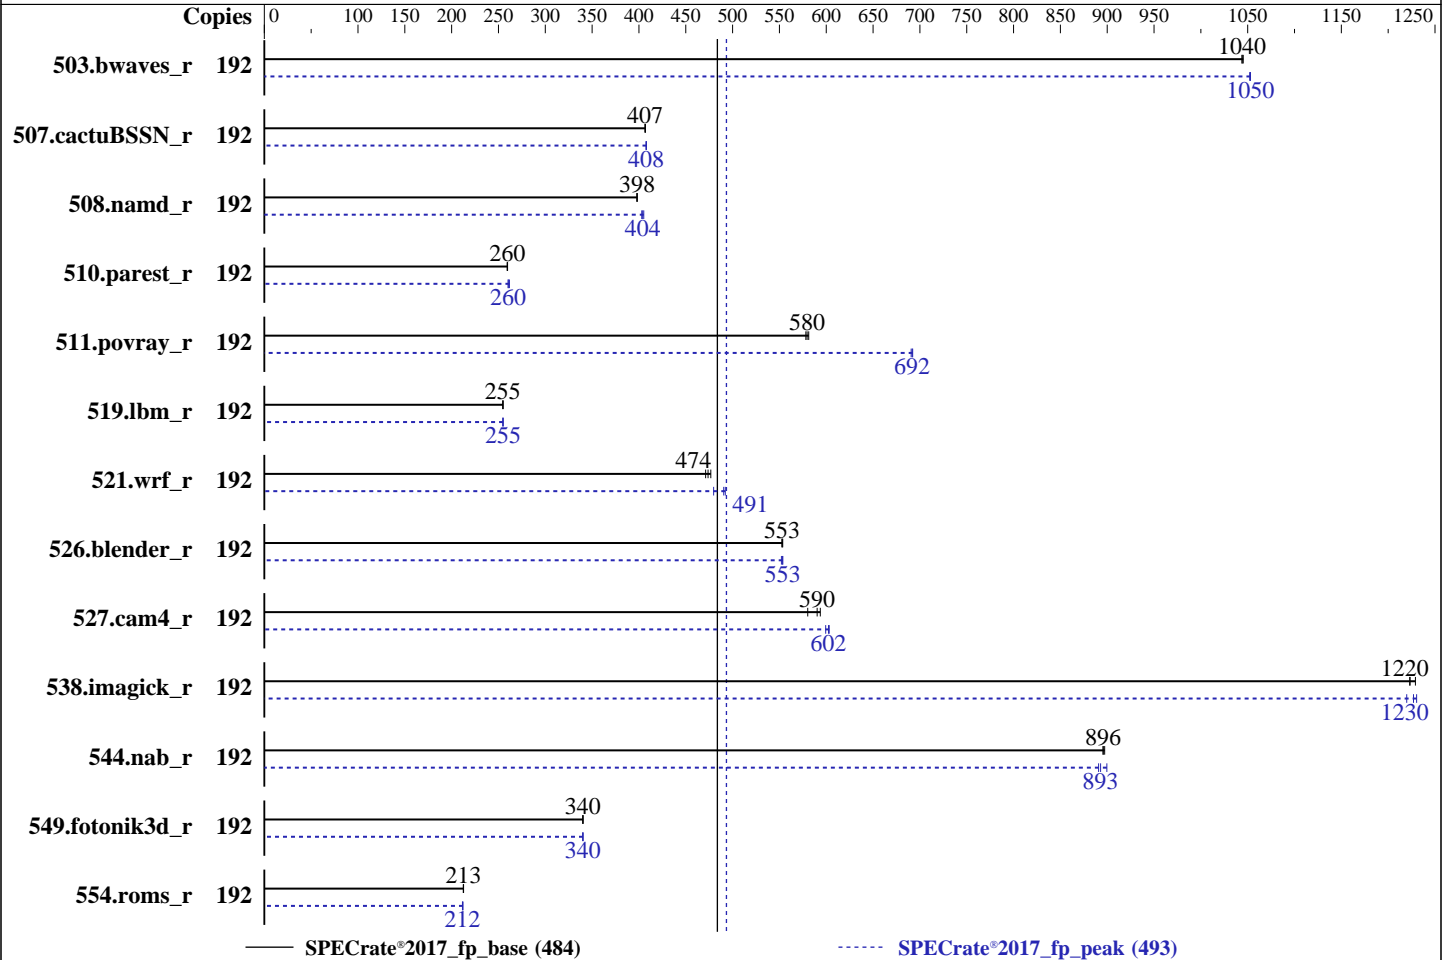 Copies 0 100 150 200 250 300 350 400 450 500 550 600 650 700 750 800 850 900 950 1050 1150 1250
1040
503.bwaves_r 192
1050
407
507.cactuBSSN_r 192
408
398
508.namd_r 192
404
260
510.parest_r 192
260
580
511.povray_r 192
692
255
519.lbm_r 192
255
474
521.wrf_r 192
491
553
526.blender_r 192
553
590
527.cam4_r 192
602
1220
538.imagick_r 192
1230
896
544.nab_r 192
893
340
549.fotonik3d_r 192
340
213
554.roms_r 192
212
SPECrate®2017_fp_base (484) SPECrate®2017_fp_peak (493)